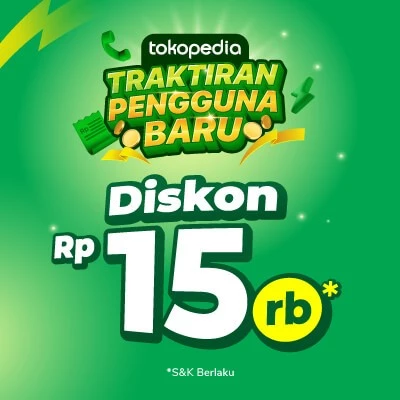 tokopedia
TRAKTIRAN
PENGGUNA
BARU
Diskon
Rp 15 rb*
*S&K Berlaku